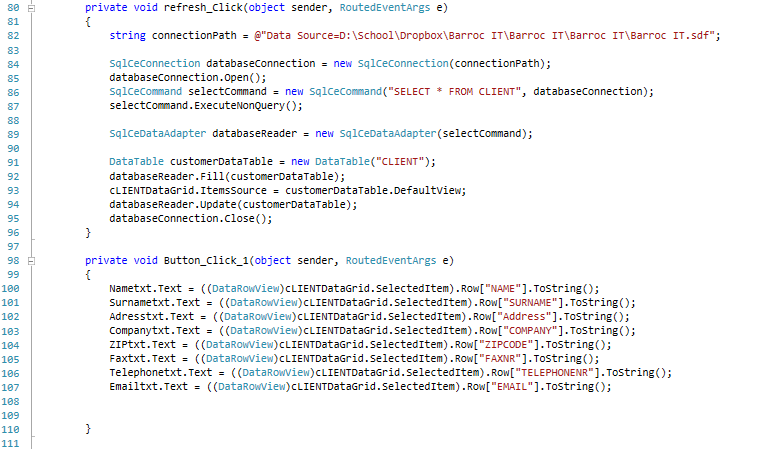 80 private void refresh_Click(object sender, RoutedEventArgs e)
81 {
82 string connectionPath = @"Data Source=D:\School\Dropbox\Barroc IT\Barroc IT\Barroc IT\Barroc IT.sdf";
83
84 SqlCeConnection databaseConnection = new SqlCeConnection(connectionPath);
85 databaseConnection.Open();
86 SqlCeCommand selectCommand = new SqlCeCommand("SELECT * FROM CLIENT", databaseConnection);
87 selectCommand.ExecuteNonQuery();
88
89 SqlCeDataAdapter databaseReader = new SqlCeDataAdapter(selectCommand);
90
91 DataTable customerDataTable = new DataTable("CLIENT");
92 databaseReader.Fill(customerDataTable);
93 cLIENTDataGrid.ItemsSource = customerDataTable.DefaultView;
94 databaseReader.Update(customerDataTable);
95 databaseConnection.Close();
96 }
97
98 private void Button_Click_1(object sender, RoutedEventArgs e)
99 {
100 Nametxt.Text = ((DataRowView)cLIENTDataGrid.SelectedItem).Row["NAME"].ToString();
101 Surnametxt.Text = ((DataRowView)cLIENTDataGrid.SelectedItem).Row["SURNAME"].ToString();
102 Adresstxt.Text = ((DataRowView)cLIENTDataGrid.SelectedItem).Row["Address"].ToString();
103 Companytxt.Text = ((DataRowView)cLIENTDataGrid.SelectedItem).Row["COMPANY"].ToString();
104 ZIPtxt.Text = ((DataRowView)cLIENTDataGrid.SelectedItem).Row["ZIPCODE"].ToString();
105 Faxtxt.Text = ((DataRowView)cLIENTDataGrid.SelectedItem).Row["FAXNR"].ToString();
106 Telephonetxt.Text = ((DataRowView)cLIENTDataGrid.SelectedItem).Row["TELEPHONENR"].ToString();
107 Emailtxt.Text = ((DataRowView)cLIENTDataGrid.SelectedItem).Row["EMAIL"].ToString();
108
109
110 }
111